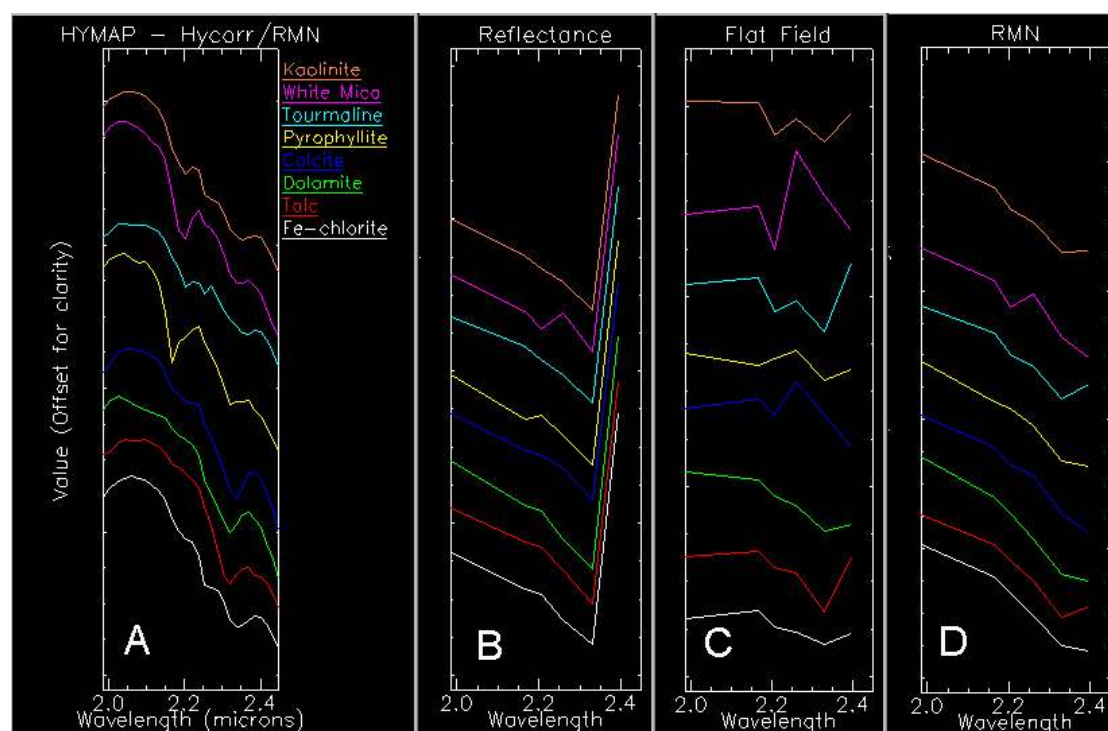 HYMAP – Hycorr/RMN
Kaolinite
White Mica
Tourmaline
Pyrophyllite
Calcite
Dolomite
Talc
Fe–chlorite
Value (Offset for clarity)
A
2.0 2.2 2.4
Wavelength (microns)
Reflectance
B
2.0 2.2 2.4
Wavelength
Flat Field
C
2.0 2.2 2.4
Wavelength
RMN
D
2.0 2.2 2.4
Wavelength